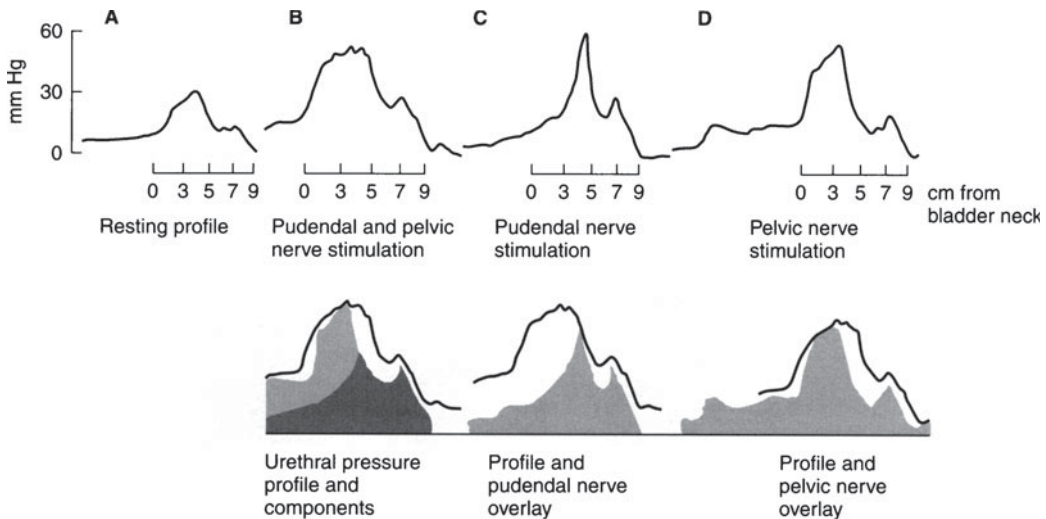 A
B
C
D
mm Hg
60
30
0
0 3 5 7 9
0 3 5 7 9
0 3 5 7 9
0 3 5 7 9
cm from
bladder neck
Resting profile
Pudendal and pelvic
nerve stimulation
Pudendal nerve
stimulation
Pelvic nerve
stimulation
Urethral pressure
profile and
components
Profile and
pudendal nerve
overlay
Profile and
pelvic nerve
overlay